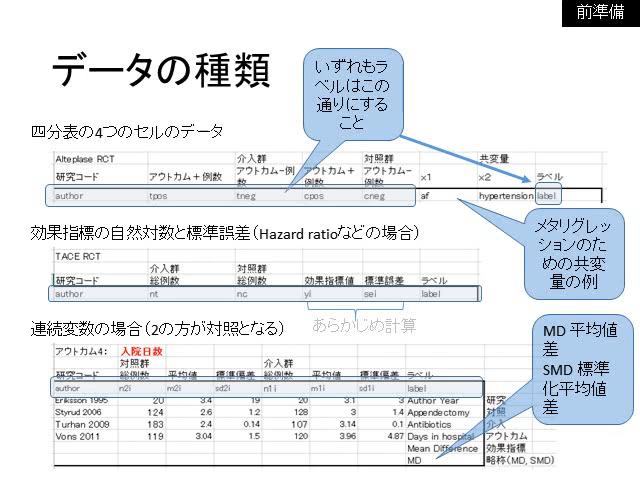 前準備
データの種類
いずれもラ
ベルはこの
通りにする
こと
四分表の4つのセルのデータ
Alteplase RCT 介入群 対照群 共変量
研究コード アウトカム+例数 アウトカム−例数 アウトカム+例数 アウトカム−例数 x1 x2 ラベル
author tpos tneg cpos cneg af hypertension label
メタリグレッ
ションのた
めの共変
量の例
効果指標の自然対数と標準誤差（Hazard ratioなどの場合）
TACE RCT
介入群 対照群
研究コード 総例数 総例数 効果指標値 標準誤差 ラベル
author nt nc yi sei label
あらかじめ計算
連続変数の場合（2の方が対照となる）
MD 平均値
差
SMD 標準
化平均値
差
アウトカム4: 入院日数
対照群 介入群
研究コード 総例数 平均値 標準偏差 総例数 平均値 標準偏差 ラベル
author n2i m2i sd2i n1i m1i sd1i label
Eriksson 1995 20 3.4 19 20 3.1 3 Author Year 研究
Styrud 2006 124 2.6 1.2 128 3 1.4 Appendectomy 対照
Turhan 2009 183 2.4 0.14 107 3.14 0.1 Antibiotics 介入
Vons 2011 119 3.04 1.5 120 3.96 4.87 Days in hospital アウトカム
Mean Difference 効果指標
MD 略称(MD, SMD)